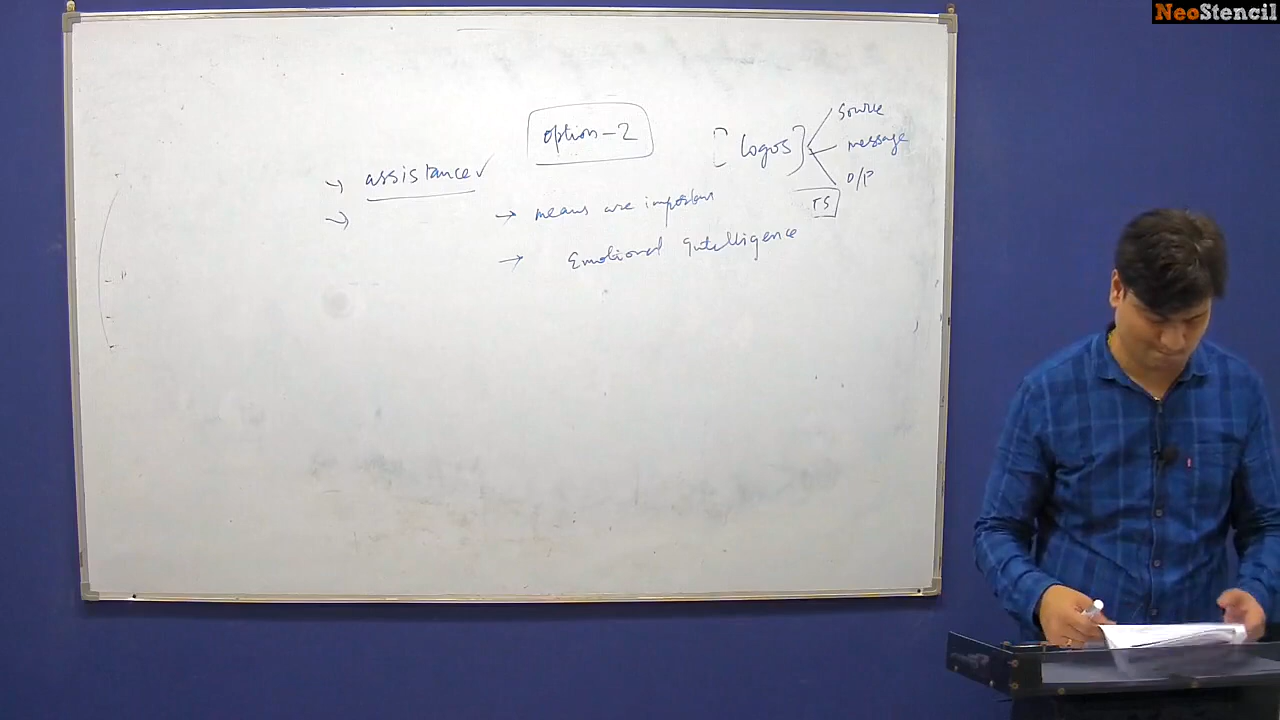 NeoStencil
option-2
[logos}
Source
message
O/P
TS
assistance✓
→ means are important
→ Emotional Intelligence